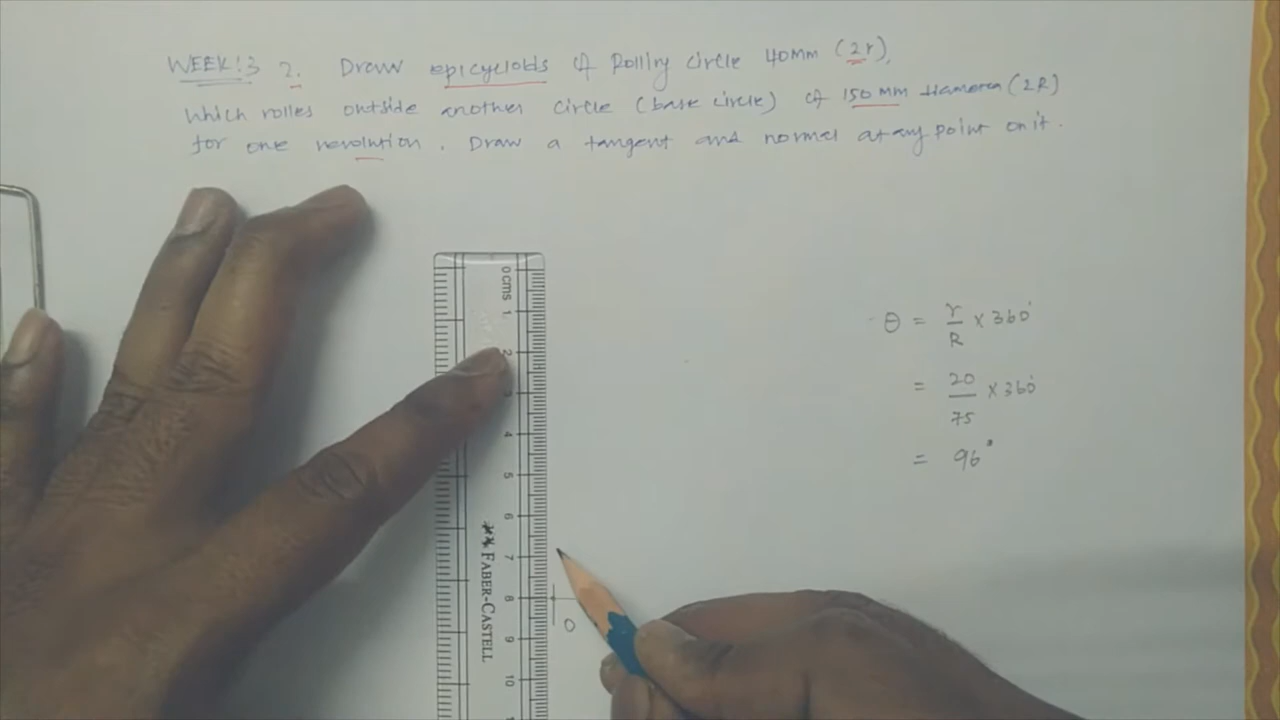 WEEK:3 2. Draw epicycloids of Rolling circle 40mm (2r),
which rolles outside another circle (base circle) of 150 mm diameter (2R)
for one revolution. Draw a tangent and normal at any point on it.
θ = r/R × 360°
= 20/75 × 360°
= 96°
0 cms 1 2 3 4 5 6 7 8 9 10
FABER-CASTELL
O